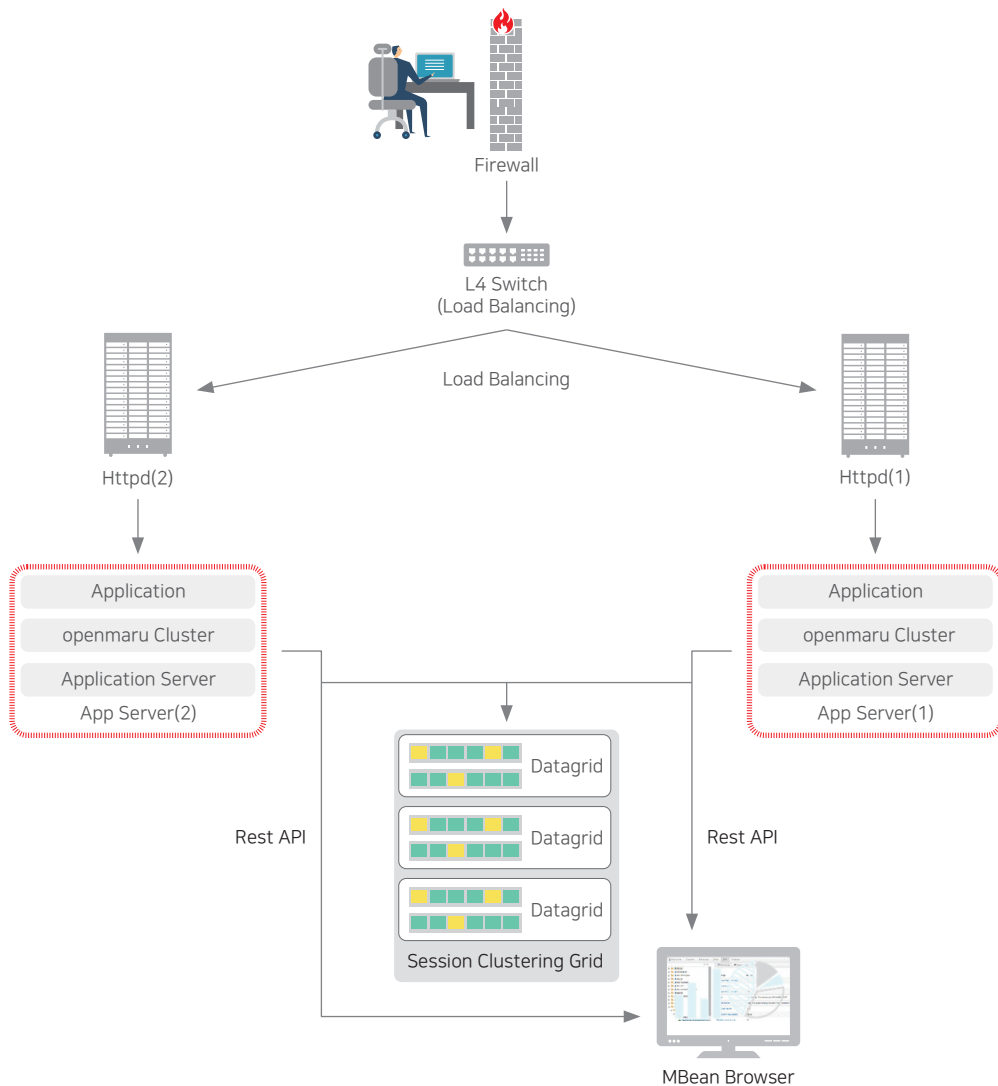 Firewall
L4 Switch
(Load Balancing)
Load Balancing
Httpd(2)
Httpd(1)
Application
openmaru Cluster
Application Server
App Server(2)
Application
openmaru Cluster
Application Server
App Server(1)
Datagrid
Datagrid
Datagrid
Session Clustering Grid
Rest API
Rest API
MBean Browser